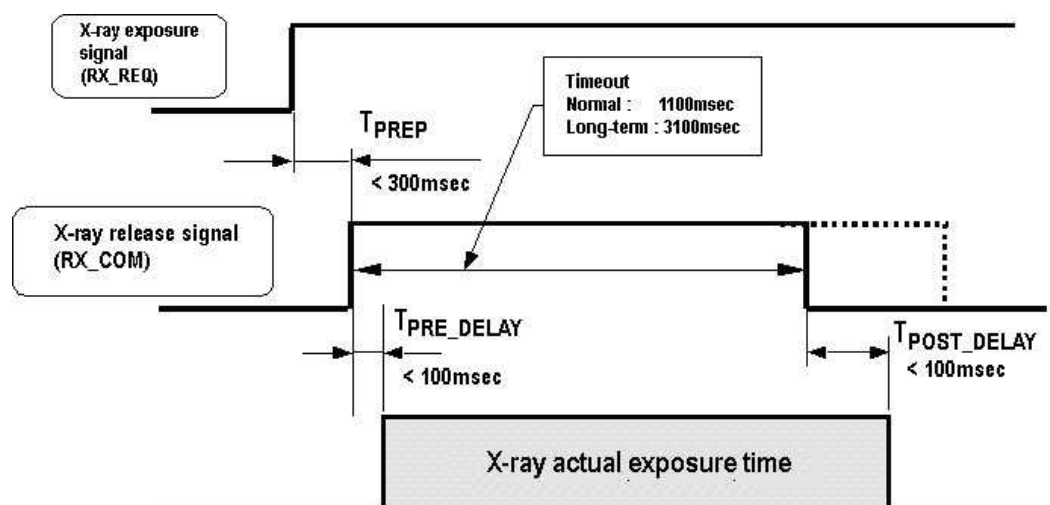 X-ray exposure
signal
(RX_REQ)
Timeout
Normal : 1100msec
Long-term : 3100msec
TPREP
< 300msec
X-ray release signal
(RX_COM)
TPRE_DELAY
< 100msec
TPOST_DELAY
< 100msec
X-ray actual exposure time